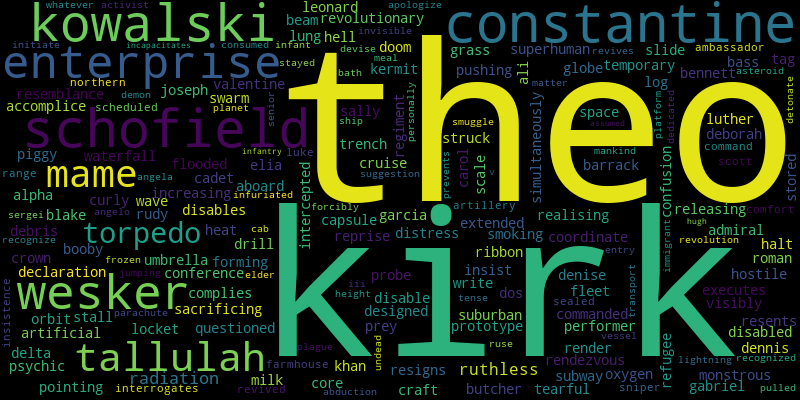 whatever activist leonard apologize
kowalski beam revolutionary constantine
lung hell invisible
initiate incapacitates consumed infant devise doom grass superhuman revives slide ambassador
enterprise stayed meal kermit pushing ali globe temporary bass tag
northern demon bath matter bennett asteroid
resemblance joseph valentine theo log
accomplice scheduled swarm senior sally regiment personally smuggle simultaneously space platform dedicated stored detonate
planet ship struck assumed luther
schofield infantry trench mankind command deborah
piggy waterfall flooded luke cruise carol scale prevents barrack scott
range mame angela elia suggestion v
alpha cadet aboard intercepted confusion
curly increasing infuriated forcibly artillery releasing comfort
sergei blake angelo wave rudy disables cab capsule garcia extended realising hugh admiral
debris torpedo heat drill reprise distress smoking coordinate immigrant revolution halt
recognize booby elder ribbon entry roman
crown umbrella forming frozen conference probe insist denise hostile
declaration jumping complies iii disable write dos fleet transport executes
wesker sacrificing height tense sealed visibly
insistence parachute kirk designed suburban commanded resents
orbit stall locket questioned prey prototype performer vessel disabled
artificial plague undead ruse render refugee dennis
delta tallulah farmhouse rendezvous lightning recognized
psychic radiation khan resigns ruthless subway oxygen monstrous
pointing interrogates revived milk core abduction craft butcher tearful sniper gabriel pulled